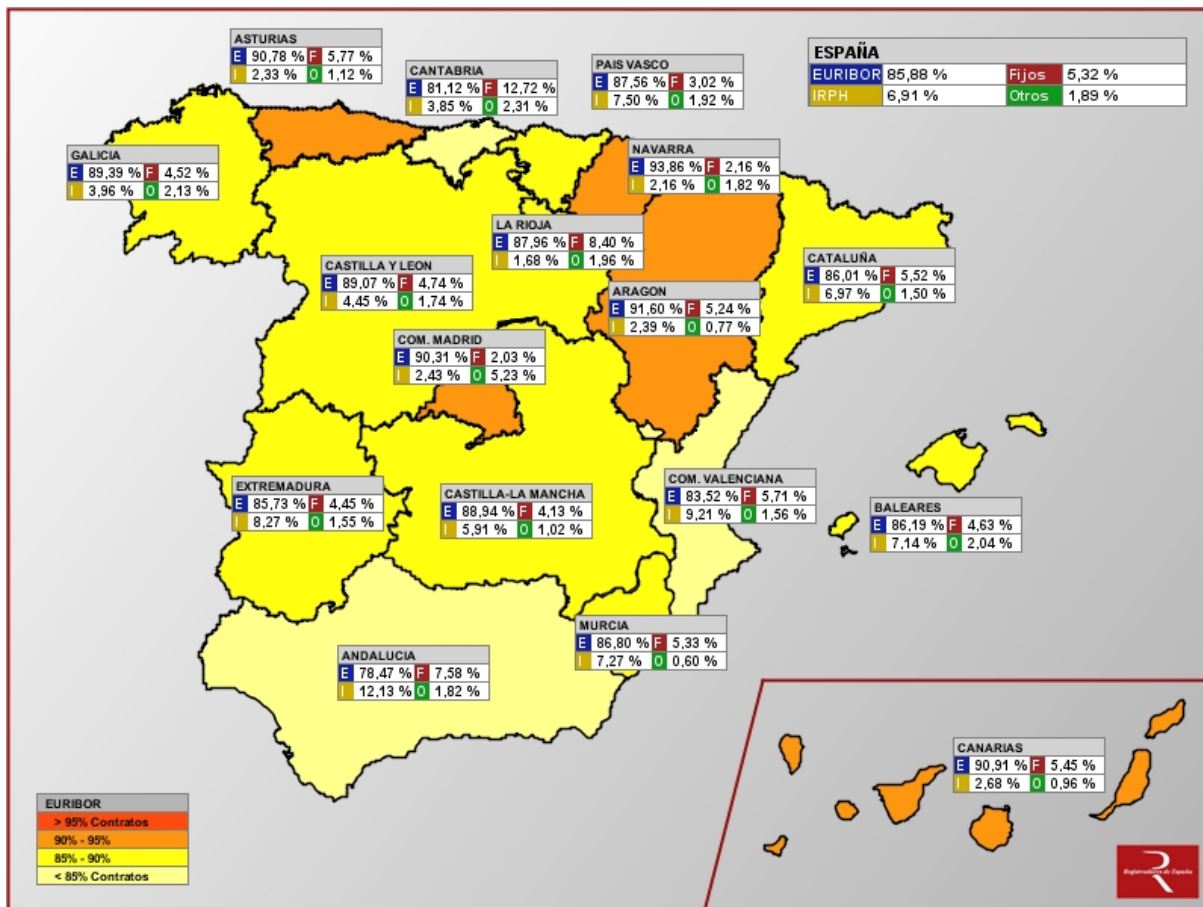 ASTURIAS
E 90,78 % F 5,77 %
I 2,33 % O 1,12 %
CANTABRIA
E 81,12 % F 12,72 %
I 3,85 % O 2,31 %
PAIS VASCO
E 87,56 % F 3,02 %
I 7,50 % O 1,92 %
ESPAÑA
EURIBOR 85,88 % Fijos 5,32 %
IRPH 6,91 % Otros 1,89 %
GALICIA
E 89,39 % F 4,52 %
I 3,96 % O 2,13 %
NAVARRA
E 93,86 % F 2,16 %
I 2,16 % O 1,82 %
LA RIOJA
E 87,96 % F 8,40 %
I 1,68 % O 1,96 %
CASTILLA Y LEON
E 89,07 % F 4,74 %
I 4,45 % O 1,74 %
CATALUÑA
E 86,01 % F 5,52 %
I 6,97 % O 1,50 %
ARAGON
E 91,60 % F 5,24 %
I 2,39 % O 0,77 %
COM. MADRID
E 90,31 % F 2,03 %
I 2,43 % O 5,23 %
EXTREMADURA
E 85,73 % F 4,45 %
I 8,27 % O 1,55 %
CASTILLA-LA MANCHA
E 88,94 % F 4,13 %
I 5,91 % O 1,02 %
COM. VALENCIANA
E 83,52 % F 5,71 %
I 9,21 % O 1,56 %
BALEARES
E 86,19 % F 4,63 %
I 7,14 % O 2,04 %
MURCIA
E 86,80 % F 5,33 %
I 7,27 % O 0,60 %
ANDALUCIA
E 78,47 % F 7,58 %
I 12,13 % O 1,82 %
CANARIAS
E 90,91 % F 5,45 %
I 2,68 % O 0,96 %
EURIBOR
> 95% Contratos
90% - 95%
85% - 90%
< 85% Contratos
R
Registradores de España